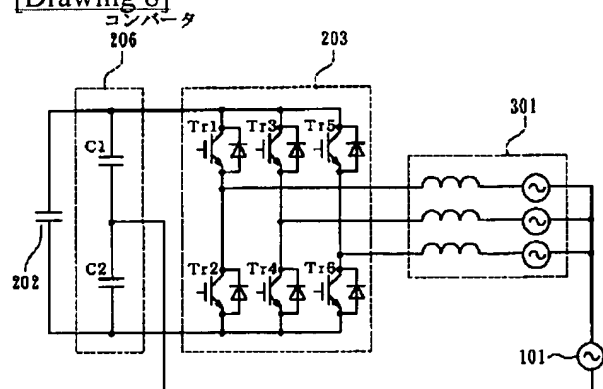 [Drawing 8]
コンバータ
206
203
301
Tr1 Tr3 Tr5
C1
C2
Tr2 Tr4 Tr6
202
101